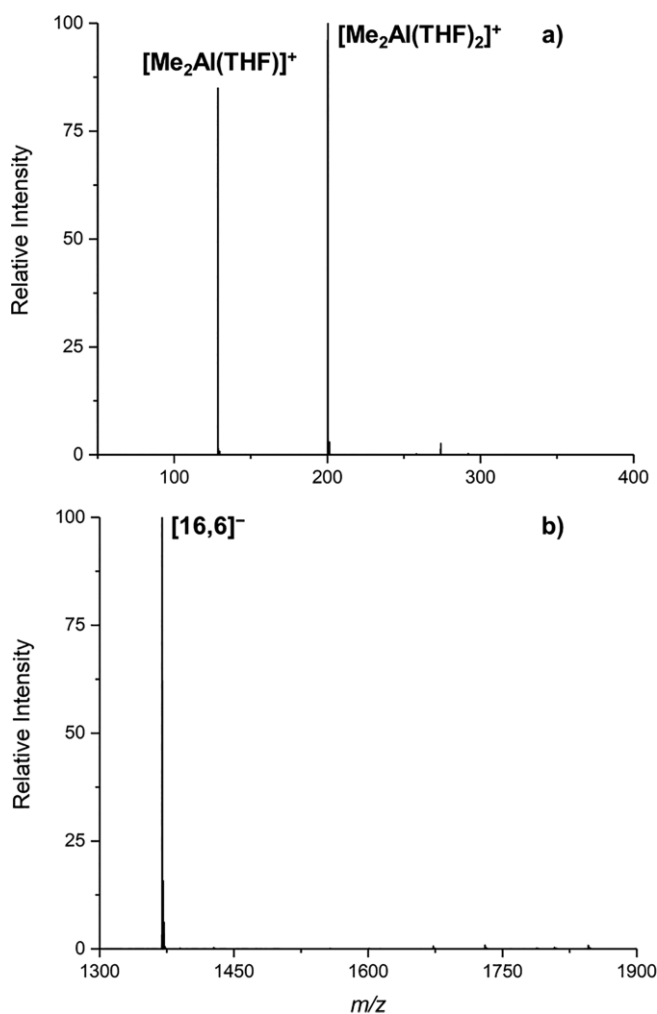 100
[Me₂Al(THF)₂]⁺
a)
[Me₂Al(THF)]⁺
75
50
25
0
Relative Intensity
100
200
300
400
100
[16,6]⁻
b)
75
50
25
0
Relative Intensity
1300
1450
1600
1750
1900
m/z